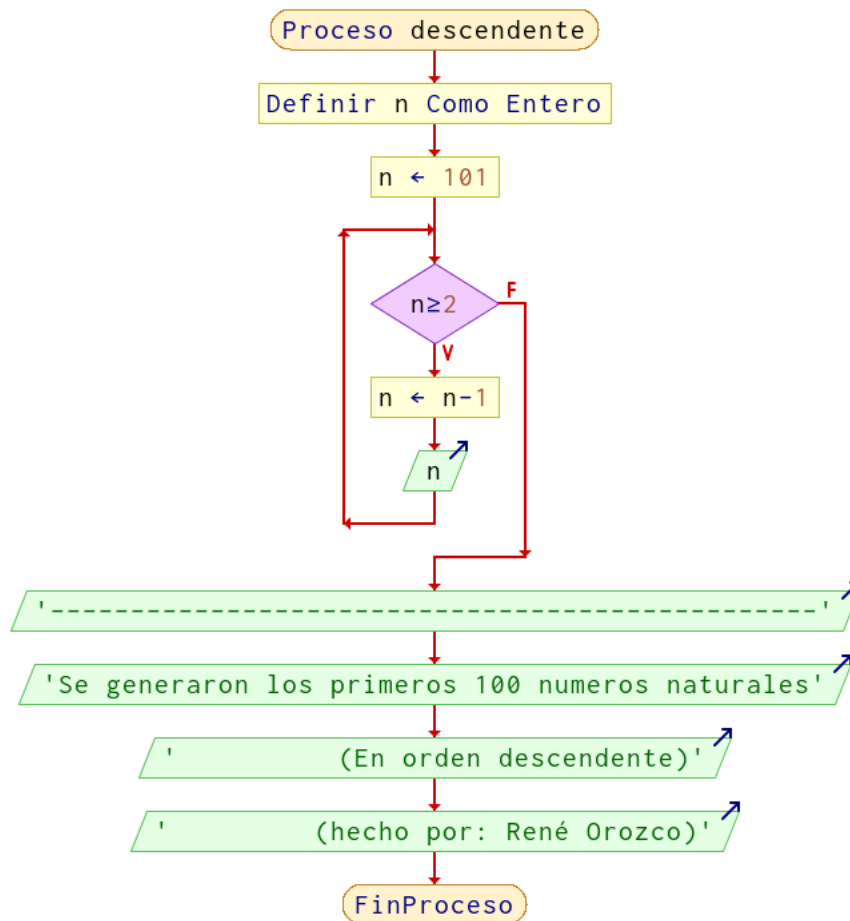 Proceso descendente
Definir n Como Entero
n ← 101
n≥2
F
V
n ← n-1
n
'------------------------------------------------'
'Se generaron los primeros 100 numeros naturales'
'          (En orden descendente)'
'         (hecho por: René Orozco)'
FinProceso